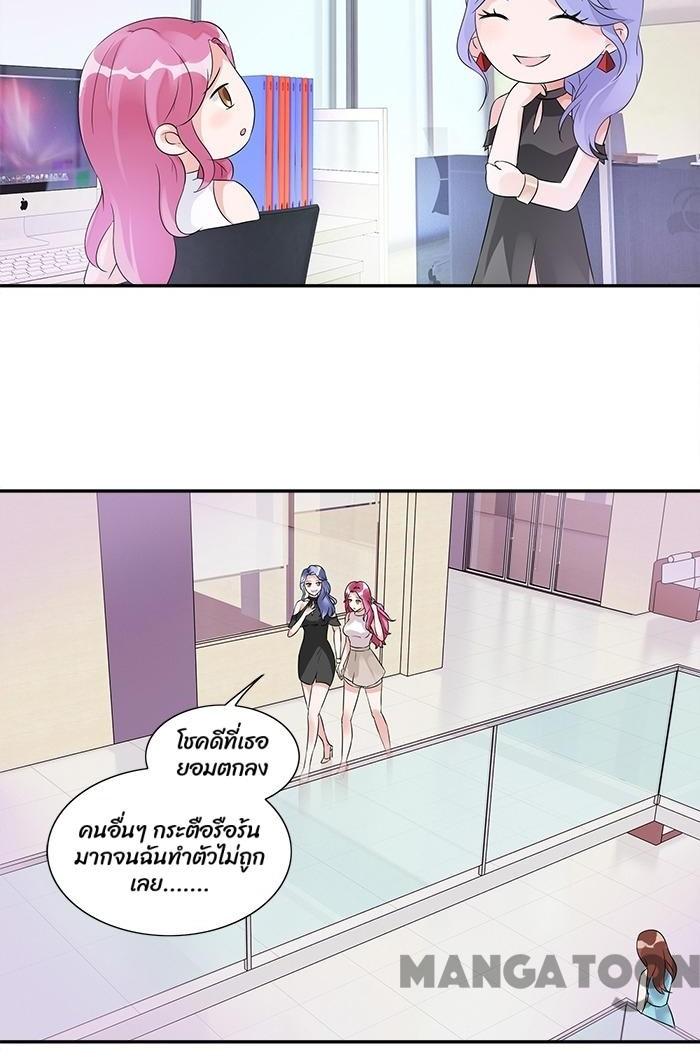 โชคดีที่เธอ
ยอมตกลง
คนอื่นๆ กระตือรือร้น
มากจนฉันทำตัวไม่ถูก
เลย.......
MANGATOON